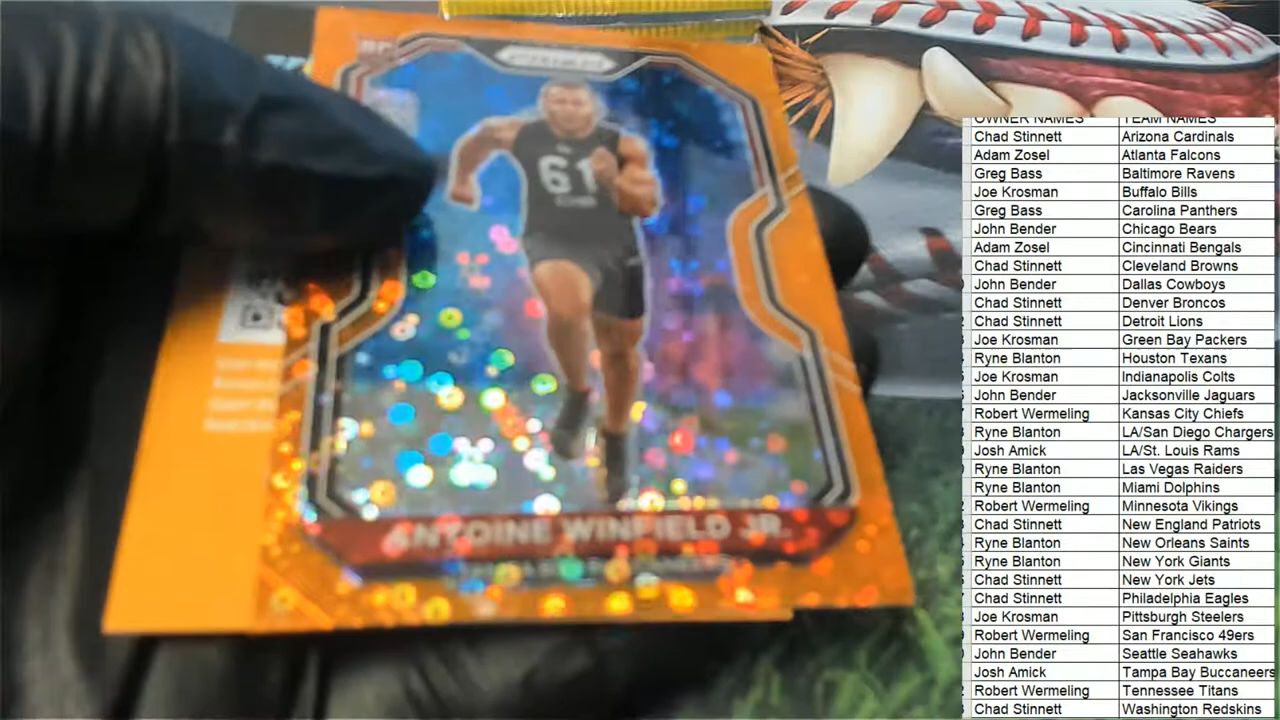 RC
PRIZM
61
ANTOINE WINFIELD JR.
OWNER NAMES TEAM NAMES
Chad Stinnett Arizona Cardinals
Adam Zosel Atlanta Falcons
Greg Bass Baltimore Ravens
Joe Krosman Buffalo Bills
Greg Bass Carolina Panthers
John Bender Chicago Bears
Adam Zosel Cincinnati Bengals
Chad Stinnett Cleveland Browns
John Bender Dallas Cowboys
Chad Stinnett Denver Broncos
Chad Stinnett Detroit Lions
Joe Krosman Green Bay Packers
Ryne Blanton Houston Texans
Joe Krosman Indianapolis Colts
John Bender Jacksonville Jaguars
Robert Wermeling Kansas City Chiefs
Ryne Blanton LA/San Diego Chargers
Josh Amick LA/St. Louis Rams
Ryne Blanton Las Vegas Raiders
Ryne Blanton Miami Dolphins
Robert Wermeling Minnesota Vikings
Chad Stinnett New England Patriots
Ryne Blanton New Orleans Saints
Ryne Blanton New York Giants
Chad Stinnett New York Jets
Chad Stinnett Philadelphia Eagles
Joe Krosman Pittsburgh Steelers
Robert Wermeling San Francisco 49ers
John Bender Seattle Seahawks
Josh Amick Tampa Bay Buccaneers
Robert Wermeling Tennessee Titans
Chad Stinnett Washington Redskins